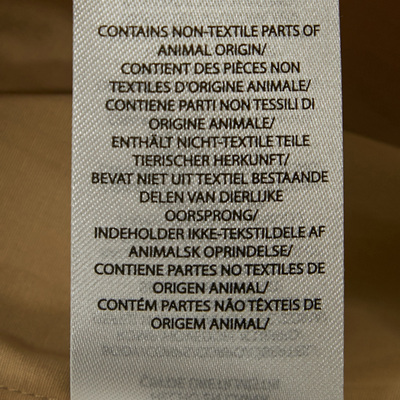 CONTAINS NON-TEXTILE PARTS OF
ANIMAL ORIGIN/
CONTIENT DES PIÈCES NON
TEXTILES D'ORIGINE ANIMALE/
CONTIENE PARTI NON TESSILI DI
ORIGINE ANIMALE/
ENTHÄLT NICHT-TEXTILE TEILE
TIERISCHER HERKUNFT/
BEVAT NIET UIT TEXTIEL BESTAANDE
DELEN VAN DIERLIJKE
OORSPRONG/
INDEHOLDER IKKE-TEKSTILDELE AF
ANIMALSK OPRINDELSE/
CONTIENE PARTES NO TEXTILES DE
ORIGEN ANIMAL/
CONTÉM PARTES NÃO TÊXTEIS DE
ORIGEM ANIMAL/